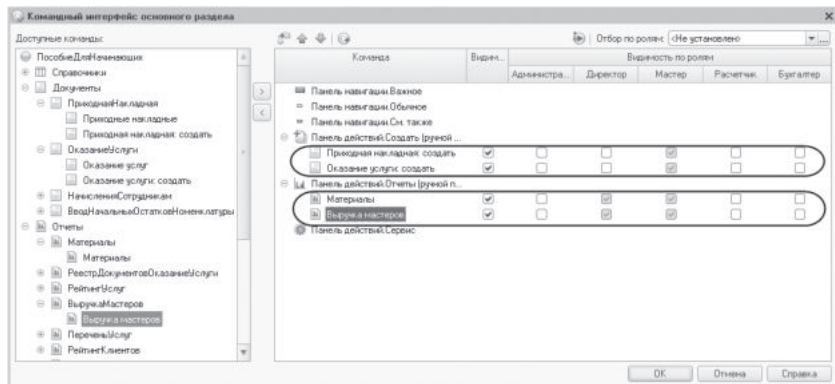 Командный интерфейс основного раздела
Доступные команды:
ПособиеДляНачинающих
Справочники
Документы
ПриходнаяНакладная
Приходные накладные
Приходная накладная: создать
ОказаниеУслуги
Оказание услуг
Оказание услуги: создать
НачисленияСотрудникам
ВводНачальныхОстатковНоменклатуры
Отчеты
Материалы
Материалы
РеестрДокументовОказаниеУслуги
РейтингУслуг
ВыручкаМастеров
Выручка мастеров
ПереченьУслуг
РейтингКлиентов
Отбор по ролям: <Не установлено>
Команда
Видим...
Видимость по ролям
Администра...
Директор
Мастер
Расчетчик
Бухгалтер
Панель навигации.Важное
Панель навигации.Обычное
Панель навигации.См. также
Панель действий.Создать (ручной ...
Приходная накладная: создать
Оказание услуги: создать
Панель действий.Отчеты (ручной п...
Материалы
Выручка мастеров
Панель действий.Сервис
OK
Отмена
Справка